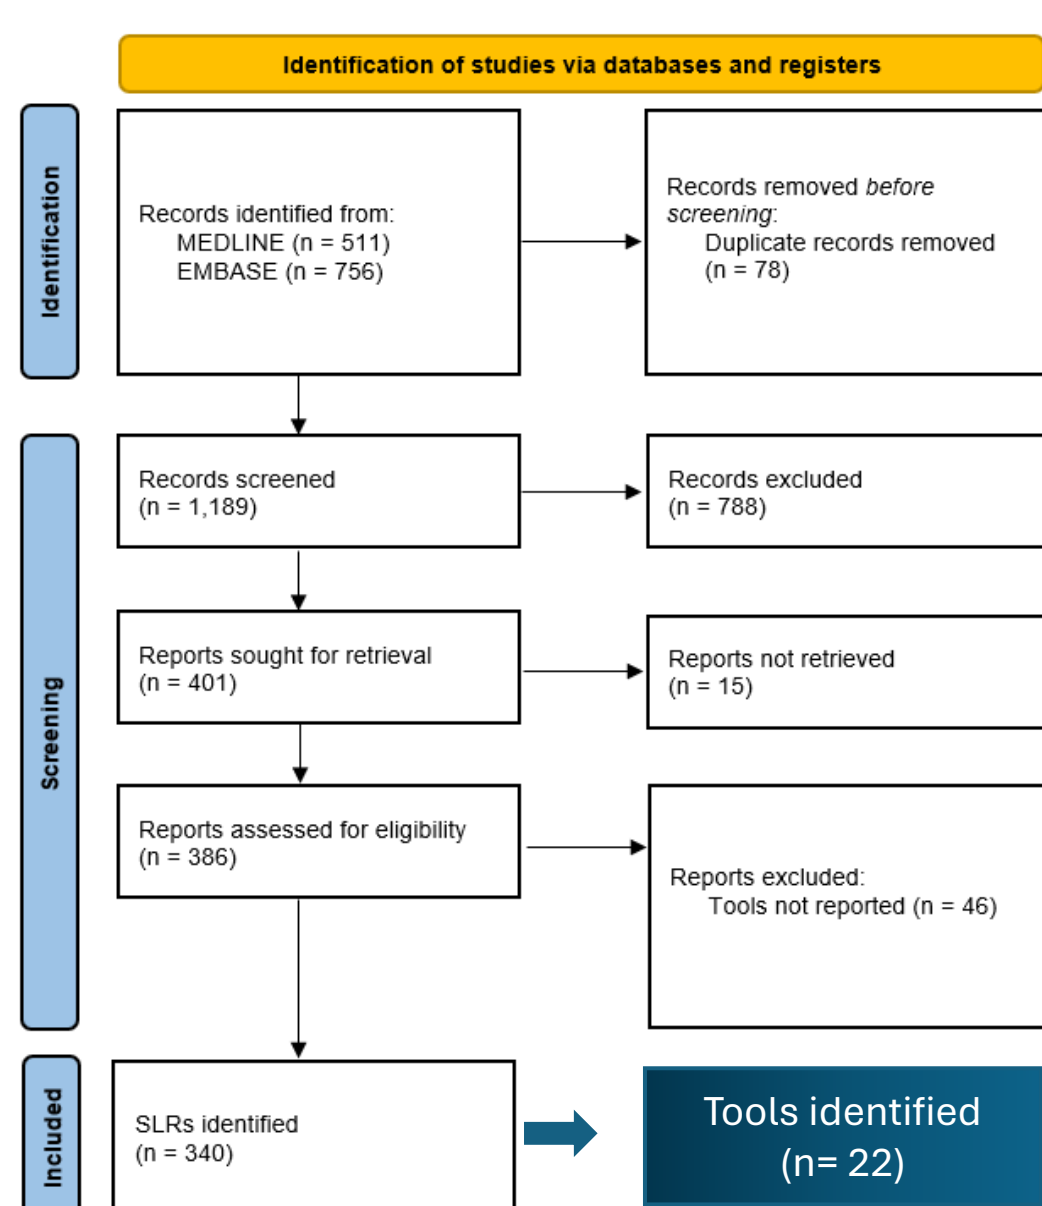 Identification of studies via databases and registers
Identification
Records identified from:
MEDLINE (n = 511)
EMBASE (n = 756)
Records removed before
screening:
Duplicate records removed
(n = 78)
Screening
Records screened
(n = 1,189)
Records excluded
(n = 788)
Reports sought for retrieval
(n = 401)
Reports not retrieved
(n = 15)
Reports assessed for eligibility
(n = 386)
Reports excluded:
Tools not reported (n = 46)
Included
SLRs identified
(n = 340)
Tools identified
(n= 22)